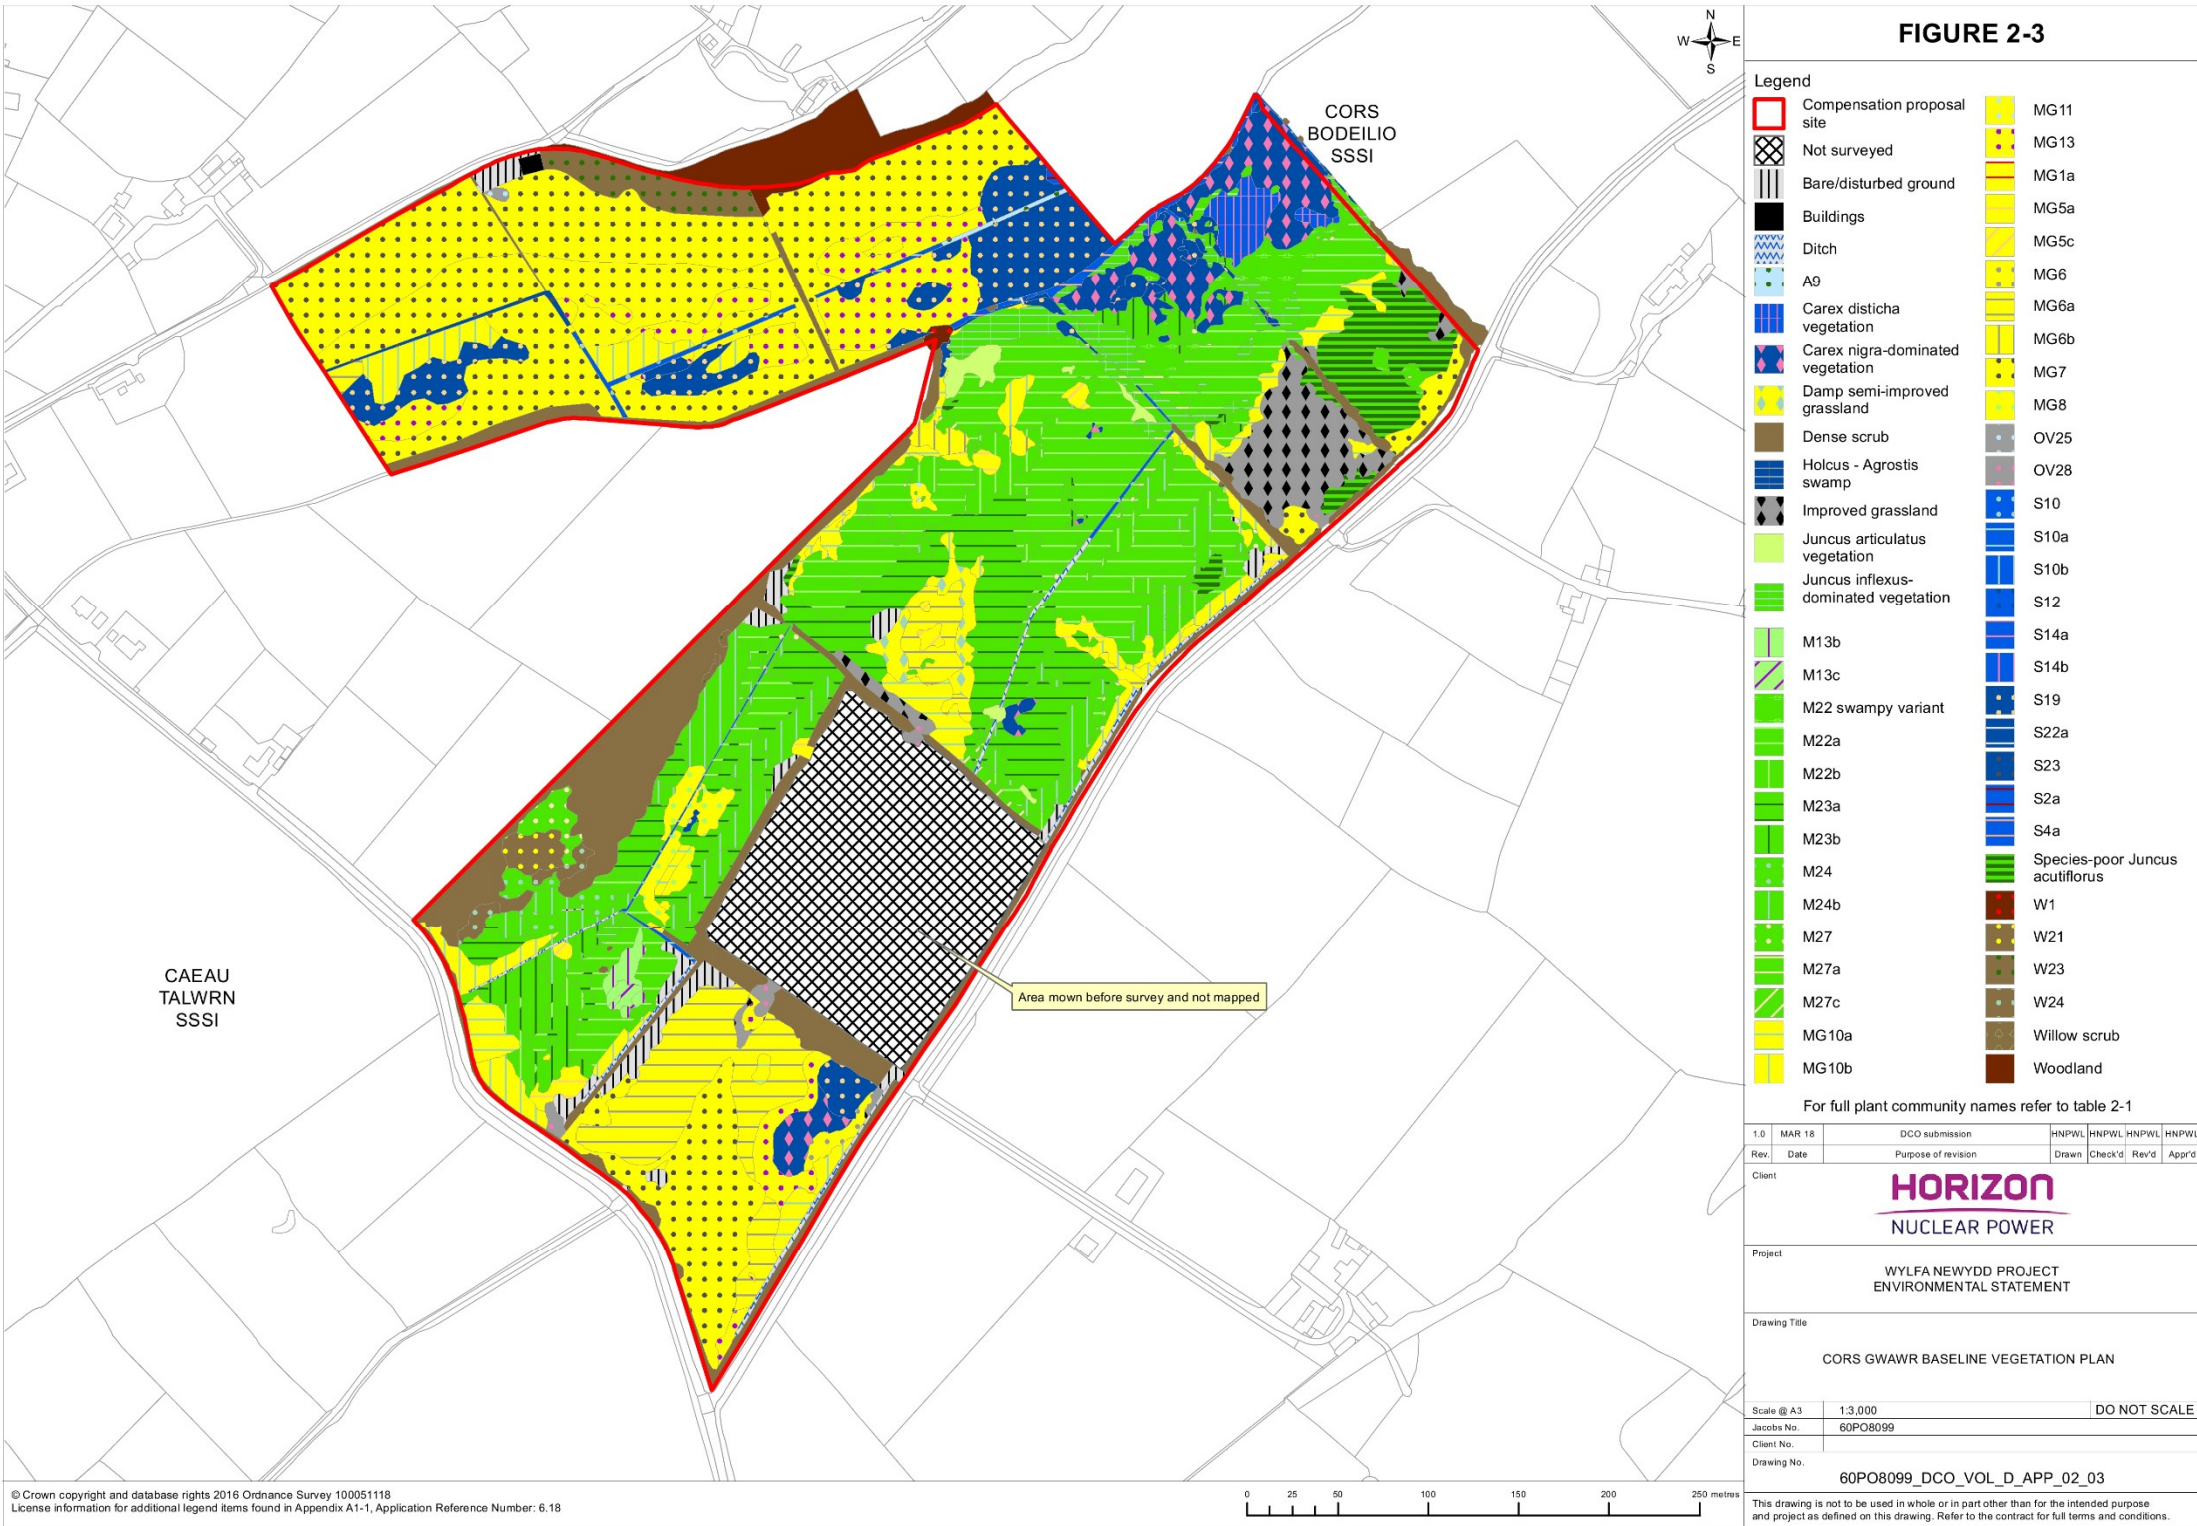 N
W E
S
CORS
BODEILIO
SSSI
CAEAU
TALWRN
SSSI
Area mown before survey and not mapped
FIGURE 2-3
Legend
Compensation proposal
site
Not surveyed
Bare/disturbed ground
Buildings
Ditch
A9
Carex disticha
vegetation
Carex nigra-dominated
vegetation
Damp semi-improved
grassland
Dense scrub
Holcus - Agrostis
swamp
Improved grassland
Juncus articulatus
vegetation
Juncus inflexus-
dominated vegetation
M13b
M13c
M22 swampy variant
M22a
M22b
M23a
M23b
M24
M24b
M27
M27a
M27c
MG10a
MG10b
MG11
MG13
MG1a
MG5a
MG5c
MG6
MG6a
MG6b
MG7
MG8
OV25
OV28
S10
S10a
S10b
S12
S14a
S14b
S19
S22a
S23
S2a
S4a
Species-poor Juncus
acutiflorus
W1
W21
W23
W24
Willow scrub
Woodland
For full plant community names refer to table 2-1
1.0 MAR 18 DCO submission HNPWL HNPWL HNPWL HNPWL
Rev. Date Purpose of revision Drawn Check'd Rev'd Appr'd
Client
HORIZON
NUCLEAR POWER
Project
WYLFA NEWYDD PROJECT
ENVIRONMENTAL STATEMENT
Drawing Title
CORS GWAWR BASELINE VEGETATION PLAN
Scale @ A3 1:3,000 DO NOT SCALE
Jacobs No. 60PO8099
Client No.
Drawing No.
60PO8099_DCO_VOL_D_APP_02_03
This drawing is not to be used in whole or in part other than for the intended purpose
and project as defined on this drawing. Refer to the contract for full terms and conditions.
© Crown copyright and database rights 2016 Ordnance Survey 100051118
License information for additional legend items found in Appendix A1-1, Application Reference Number: 6.18
0 25 50 100 150 200 250 metres